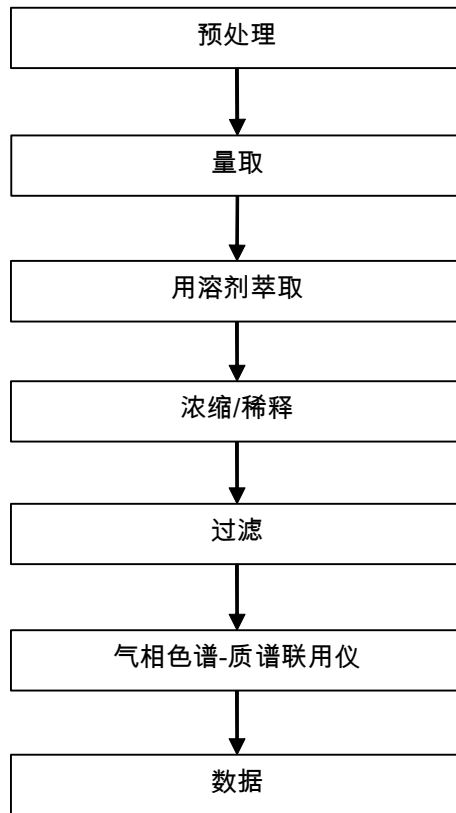 预处理
量取
用溶剂萃取
浓缩/稀释
过滤
气相色谱-质谱联用仪
数据